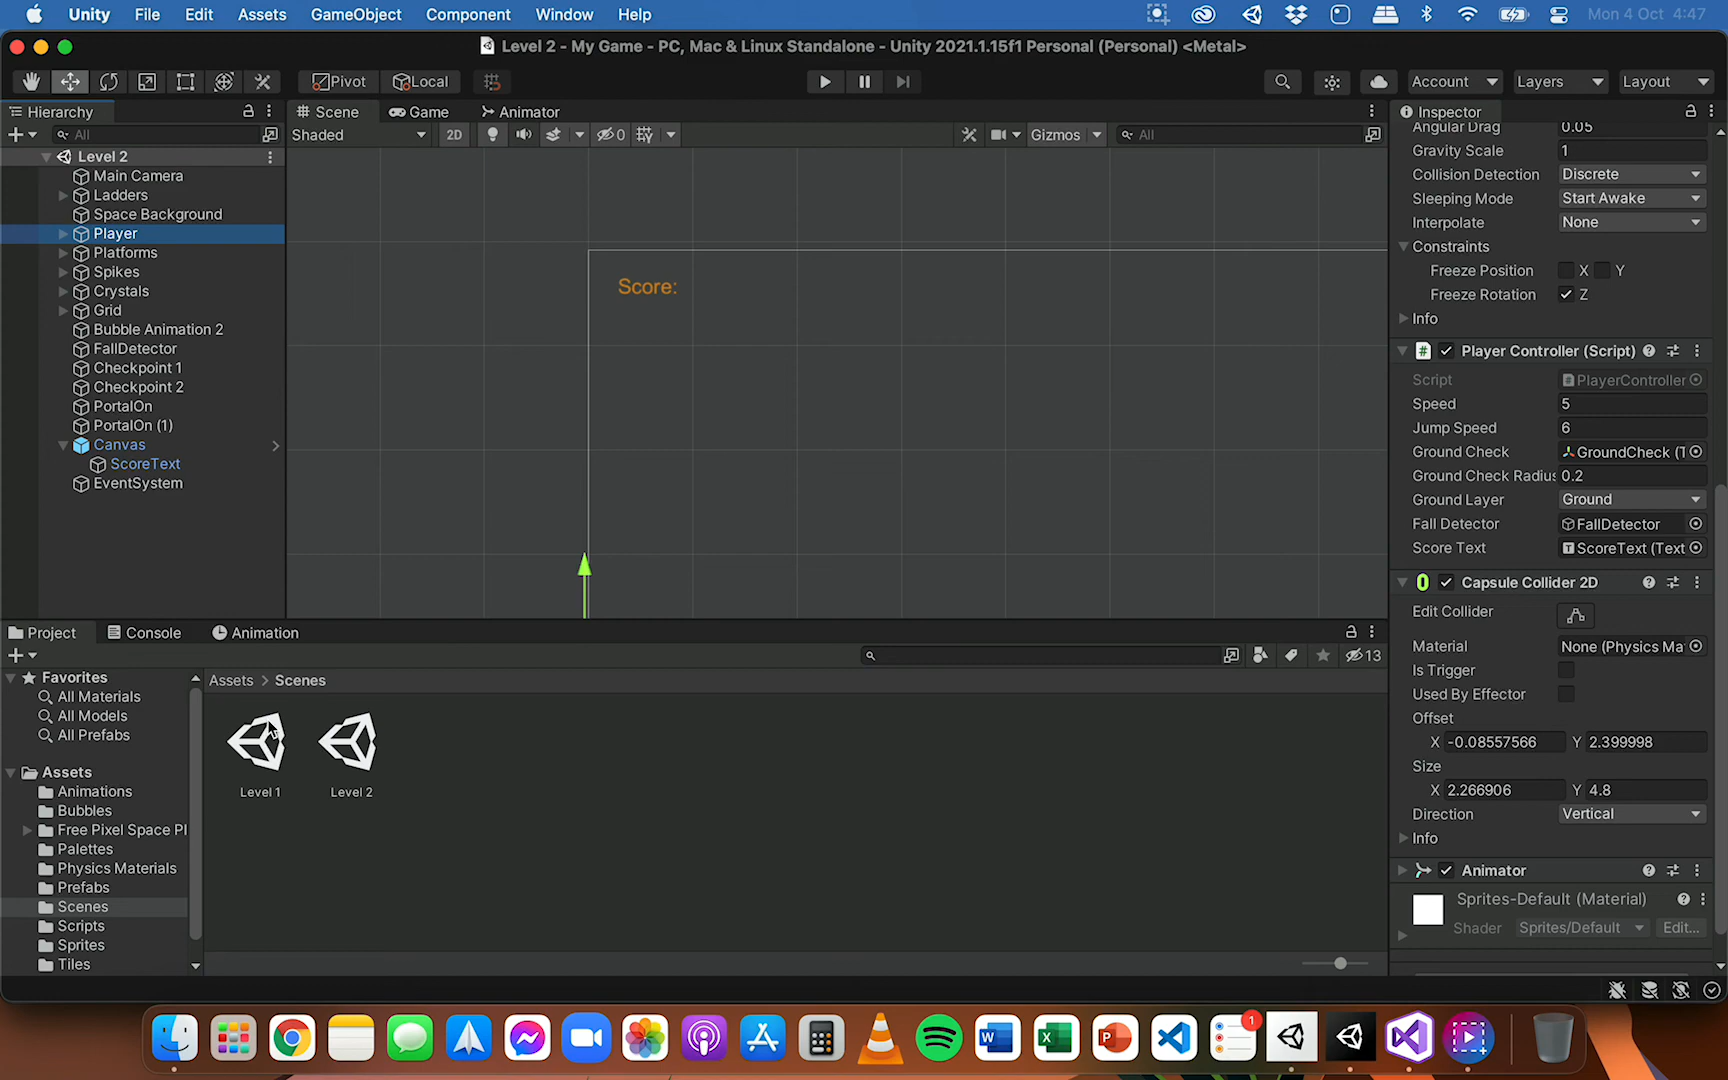 Unity File Edit Assets GameObject Component Window Help Mon 4 Oct 4:47
Level 2 - My Game - PC, Mac & Linux Standalone - Unity 2021.1.15f1 Personal (Personal) <Metal>
Pivot Local Account Layers Layout
Hierarchy
All
Level 2
Main Camera
Ladders
Space Background
Player
Platforms
Spikes
Crystals
Grid
Bubble Animation 2
FallDetector
Checkpoint 1
Checkpoint 2
PortalOn
PortalOn (1)
Canvas
ScoreText
EventSystem
Scene Game Animator
Shaded 2D 0 Gizmos All
Score:
Inspector
Angular Drag 0.05
Gravity Scale 1
Collision Detection Discrete
Sleeping Mode Start Awake
Interpolate None
Constraints
Freeze Position X Y
Freeze Rotation Z
Info
# Player Controller (Script)
Script PlayerController
Speed 5
Jump Speed 6
Ground Check GroundCheck (T
Ground Check Radius 0.2
Ground Layer Ground
Fall Detector FallDetector
Score Text ScoreText (Text
Capsule Collider 2D
Edit Collider
Material None (Physics Ma
Is Trigger
Used By Effector
Offset
X -0.08557566 Y 2.399998
Size
X 2.266906 Y 4.8
Direction Vertical
Info
Animator
Sprites-Default (Material)
Shader Sprites/Default Edit...
Project Console Animation
13
Favorites
All Materials
All Models
All Prefabs
Assets
Animations
Bubbles
Free Pixel Space Pl
Palettes
Physics Materials
Prefabs
Scenes
Scripts
Sprites
Tiles
Assets > Scenes
Level 1 Level 2
W X P 1